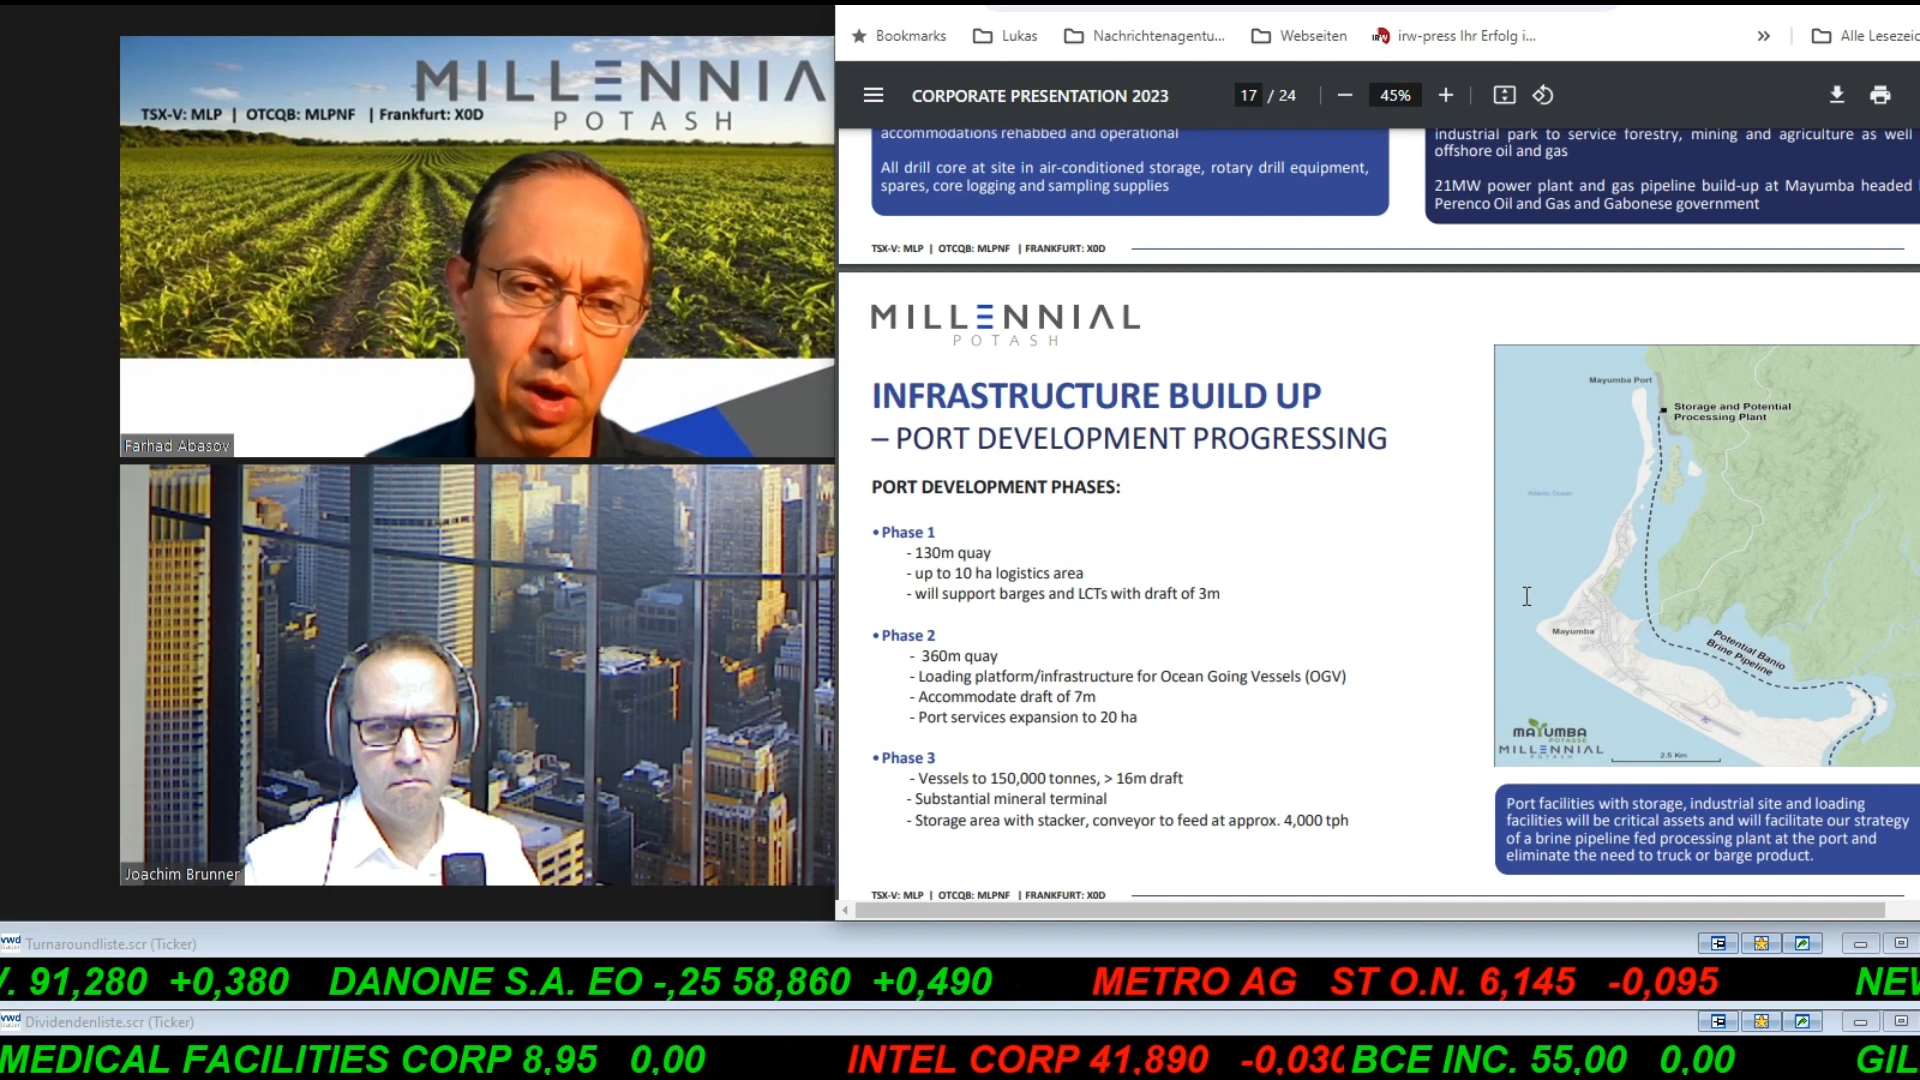 MILLENNIA
TSX-V: MLP | OTCQB: MLPNF | Frankfurt: X0D
POTASH
Farhad Abasov
Joachim Brunner
Bookmarks
Lukas
Nachrichtenagentu...
Webseiten
irw-press Ihr Erfolg i...
»
Alle Lesezeic
CORPORATE PRESENTATION 2023
17 / 24
45%
accommodations rehabbed and operational
All drill core at site in air-conditioned storage, rotary drill equipment,
spares, core logging and sampling supplies
industrial park to service forestry, mining and agriculture as well
offshore oil and gas
21MW power plant and gas pipeline build-up at Mayumba headed
Perenco Oil and Gas and Gabonese government
TSX-V: MLP | OTCQB: MLPNF | FRANKFURT: X0D
MILLENNIAL
POTASH
INFRASTRUCTURE BUILD UP
– PORT DEVELOPMENT PROGRESSING
PORT DEVELOPMENT PHASES:
• Phase 1
- 130m quay
- up to 10 ha logistics area
- will support barges and LCTs with draft of 3m
• Phase 2
- 360m quay
- Loading platform/infrastructure for Ocean Going Vessels (OGV)
- Accommodate draft of 7m
- Port services expansion to 20 ha
• Phase 3
- Vessels to 150,000 tonnes, > 16m draft
- Substantial mineral terminal
- Storage area with stacker, conveyor to feed at approx. 4,000 tph
Mayumba Port
Storage and Potential
Processing Plant
Atlantic Ocean
Mayumba
Potential Banio
Brine Pipeline
MAYUMBA
POTASSE
MILLENNIAL
POTASH
2.5 Km
Port facilities with storage, industrial site and loading
facilities will be critical assets and will facilitate our strategy
of a brine pipeline fed processing plant at the port and
eliminate the need to truck or barge product.
TSX-V: MLP | OTCQB: MLPNF | FRANKFURT: X0D
vwd Turnaroundliste.scr (Ticker)
. 91,280 +0,380 DANONE S.A. EO -,25 58,860 +0,490 METRO AG ST O.N. 6,145 -0,095
vwd Dividendenliste.scr (Ticker)
MEDICAL FACILITIES CORP 8,95 0,00 INTEL CORP 41,890 -0,030 BCE INC. 55,00 0,00 GIL